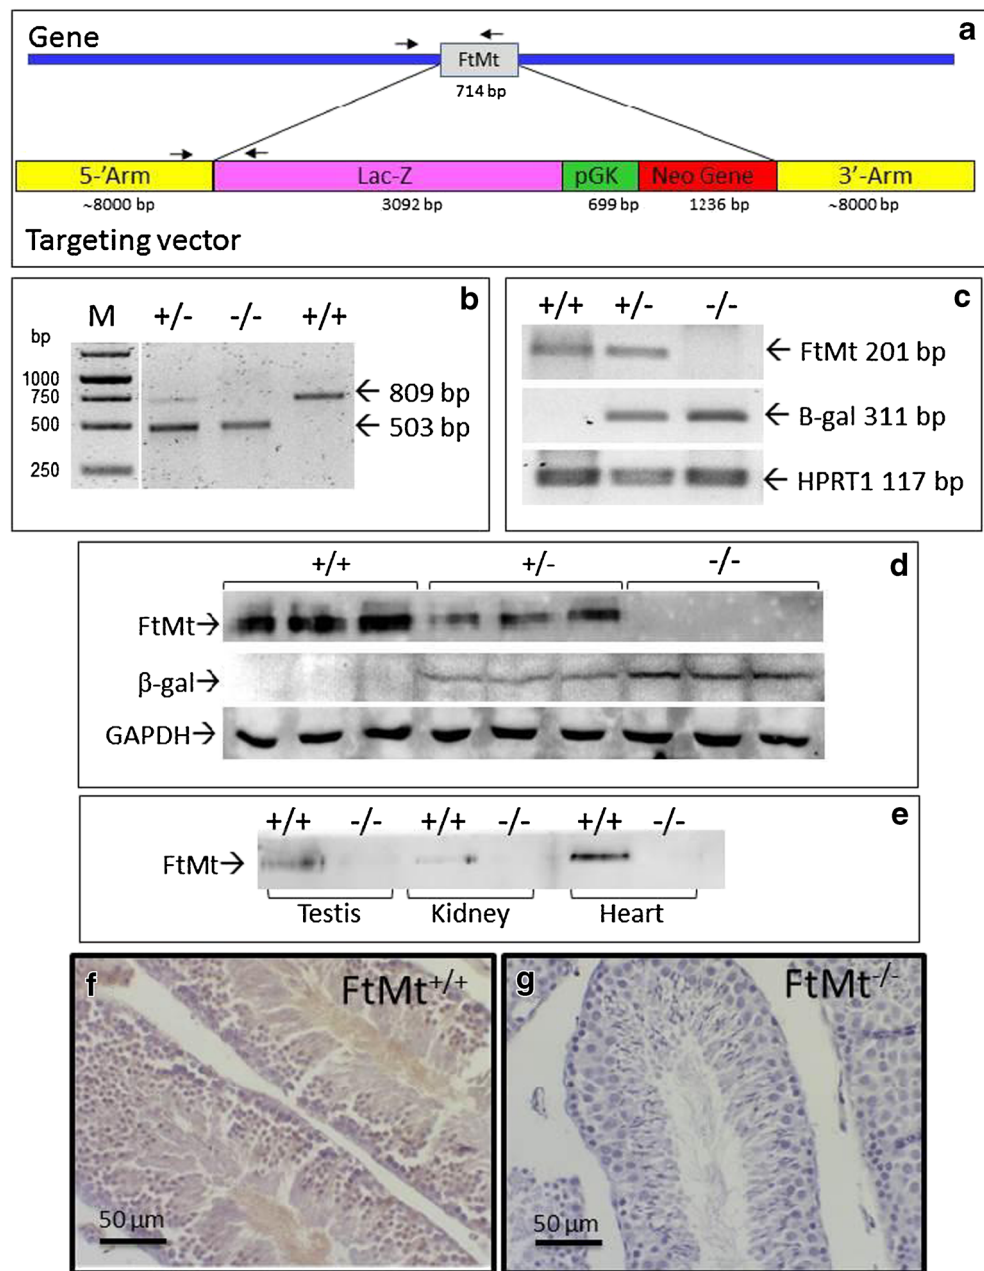 a
Gene
FtMt
714 bp
5-'Arm Lac-Z pGK Neo Gene 3'-Arm
~8000 bp 3092 bp 699 bp 1236 bp ~8000 bp
Targeting vector
b
M +/- -/- +/+
bp
1000
750
500
250
← 809 bp
← 503 bp
c
+/+ +/- -/-
← FtMt 201 bp
← B-gal 311 bp
← HPRT1 117 bp
d
+/+ +/- -/-
FtMt→
β-gal→
GAPDH→
e
+/+ -/- +/+ -/- +/+ -/-
FtMt→
Testis Kidney Heart
f
FtMt+/+
50 µm
g
FtMt-/-
50 µm